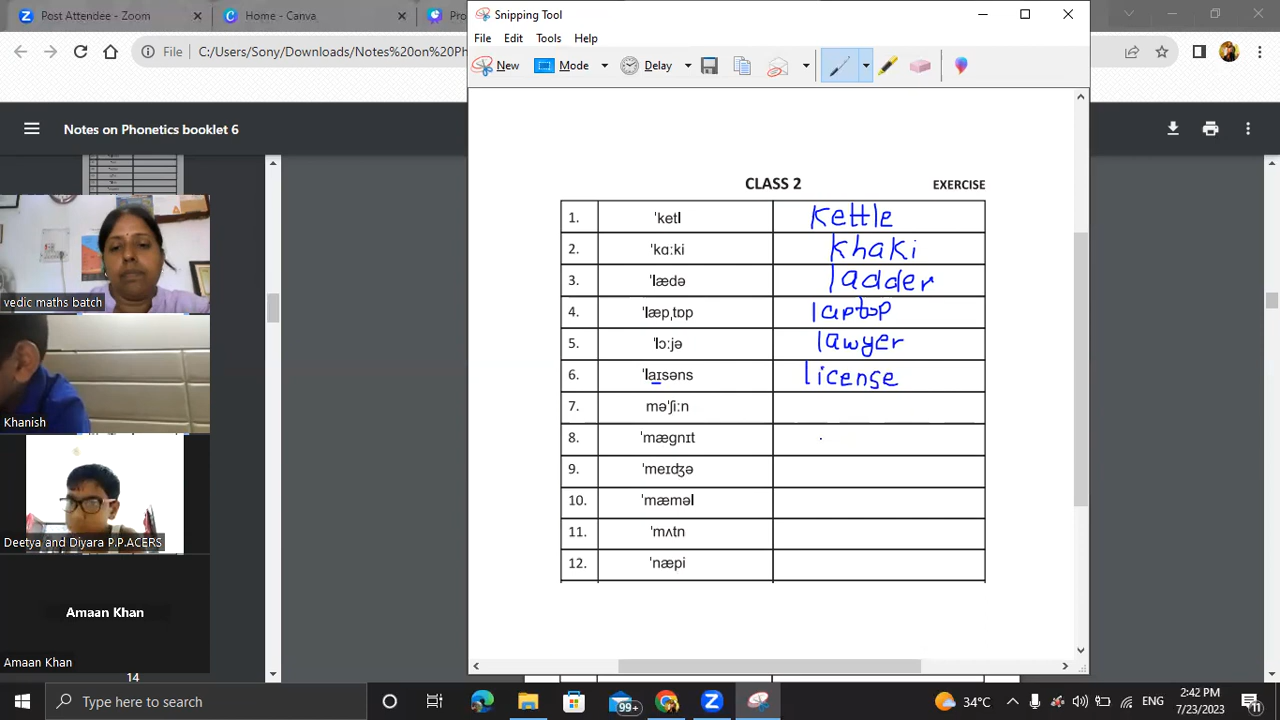 Post Attendee - Zoom
Home - Canva
Pro
Snipping Tool
File Edit Tools Help
New Mode Delay
File C:/Users/Sony/Downloads/Notes%20on%20Ph
Notes on Phonetics booklet 6
CLASS 2 EXERCISE
1. ˈketl Kettle
2. ˈkɑːki khaki
3. ˈlædə ladder
4. ˈlæpˌtɒp laptop
5. ˈlɔːjə lawyer
6. ˈlaɪsəns license
7. məˈʃiːn
8. ˈmægnɪt
9. ˈmeɪʤə
10. ˈmæməl
11. ˈmʌtn
12. ˈnæpi
vedic maths batch
Khanish
Deetya and Diyara P.P.ACERS
Amaan Khan
Amaan Khan
14
Type here to search
99+
34°C
ENG
2:42 PM
7/23/2023
11